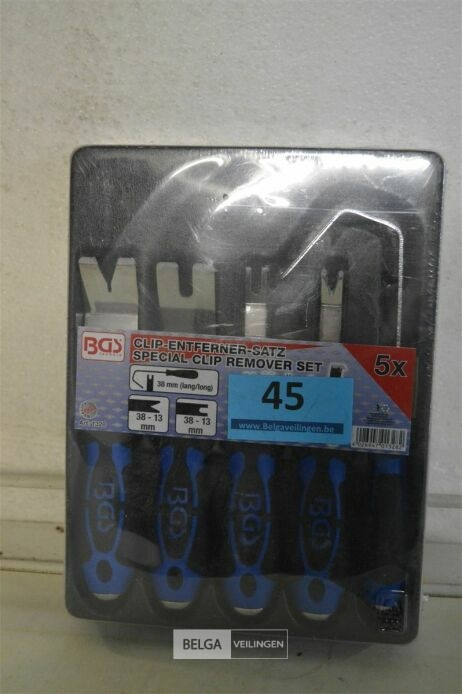 BGS
CLIP-ENTFERNER-SATZ
SPECIAL CLIP REMOVER SET
5x
38 mm (lang/long)
38 - 13
mm
38 - 13
mm
45
www.Belgaveilingen.be
BGS
BGS
BGS
BGS
BELGA VEILINGEN